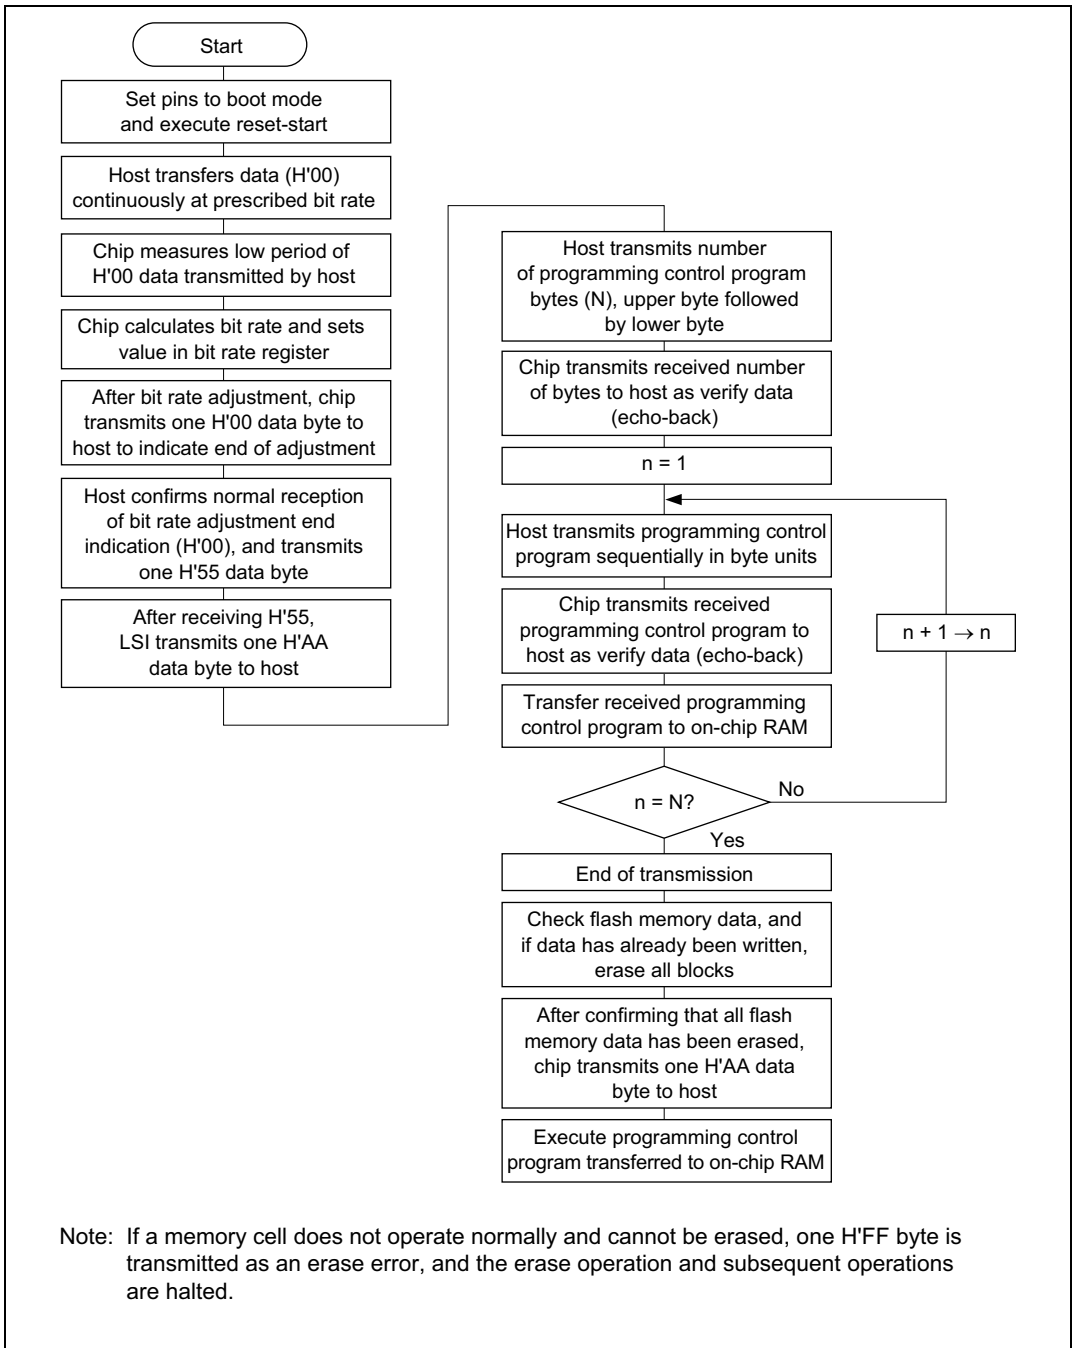 Start
Set pins to boot mode
and execute reset-start
Host transfers data (H'00)
continuously at prescribed bit rate
Chip measures low period of
H'00 data transmitted by host
Chip calculates bit rate and sets
value in bit rate register
After bit rate adjustment, chip
transmits one H'00 data byte to
host to indicate end of adjustment
Host confirms normal reception
of bit rate adjustment end
indication (H'00), and transmits
one H'55 data byte
After receiving H'55,
LSI transmits one H'AA
data byte to host
Host transmits number
of programming control program
bytes (N), upper byte followed
by lower byte
Chip transmits received number
of bytes to host as verify data
(echo-back)
n = 1
Host transmits programming control
program sequentially in byte units
Chip transmits received
programming control program to
host as verify data (echo-back)
n + 1 → n
Transfer received programming
control program to on-chip RAM
n = N?
No
Yes
End of transmission
Check flash memory data, and
if data has already been written,
erase all blocks
After confirming that all flash
memory data has been erased,
chip transmits one H'AA data
byte to host
Execute programming control
program transferred to on-chip RAM
Note: If a memory cell does not operate normally and cannot be erased, one H'FF byte is
transmitted as an erase error, and the erase operation and subsequent operations
are halted.